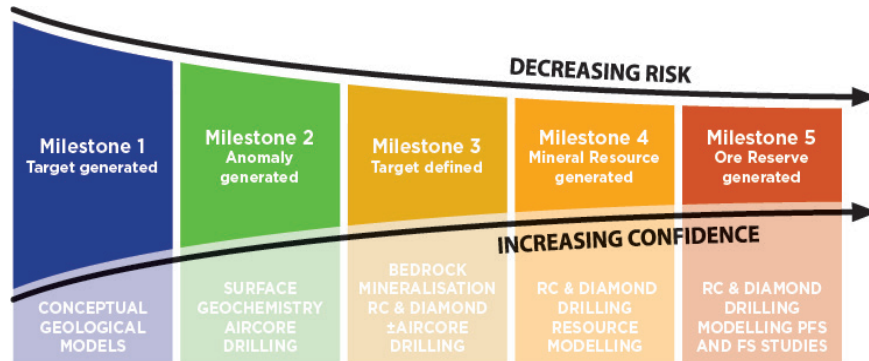 DECREASING RISK
Milestone 1
Target generated
Milestone 2
Anomaly
generated
Milestone 3
Target defined
Milestone 4
Mineral Resource
generated
Milestone 5
Ore Reserve
generated
INCREASING CONFIDENCE
CONCEPTUAL
GEOLOGICAL
MODELS
SURFACE
GEOCHEMISTRY
AIRCORE
DRILLING
BEDROCK
MINERALISATION
RC & DIAMOND
±AIRCORE
DRILLING
RC & DIAMOND
DRILLING
RESOURCE
MODELLING
RC & DIAMOND
DRILLING
MODELLING PFS
AND FS STUDIES